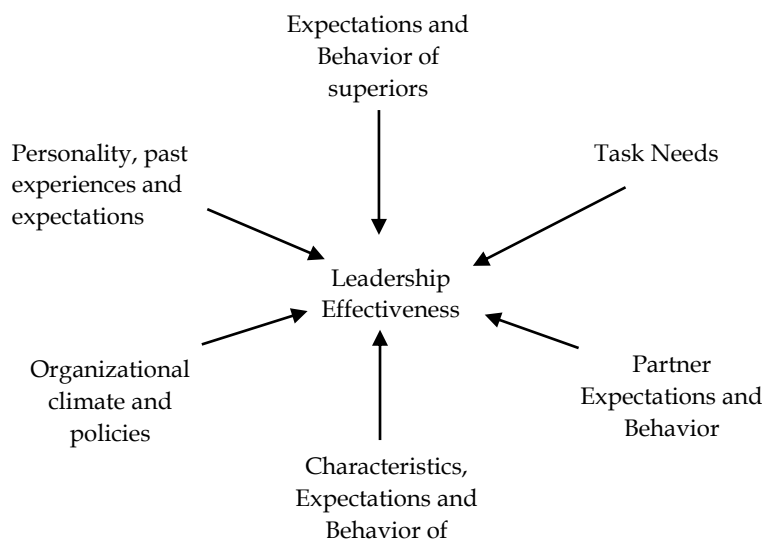 Expectations and
Behavior of
superiors
Personality, past
experiences and
expectations
Task Needs
Leadership
Effectiveness
Organizational
climate and
policies
Partner
Expectations and
Behavior
Characteristics,
Expectations and
Behavior of